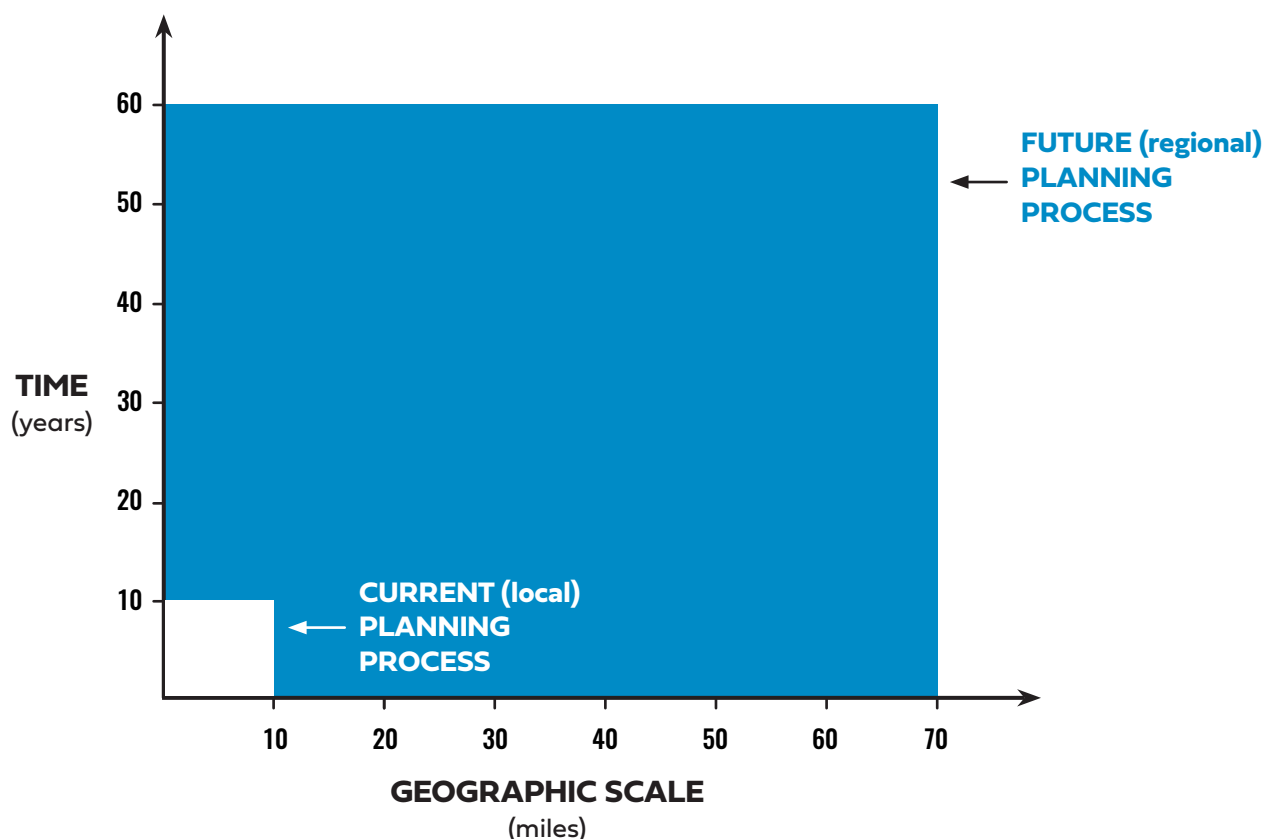 60
FUTURE (regional)
PLANNING
PROCESS
50
40
TIME
(years)
30
20
10
CURRENT (local)
PLANNING
PROCESS
10 20 30 40 50 60 70
GEOGRAPHIC SCALE
(miles)